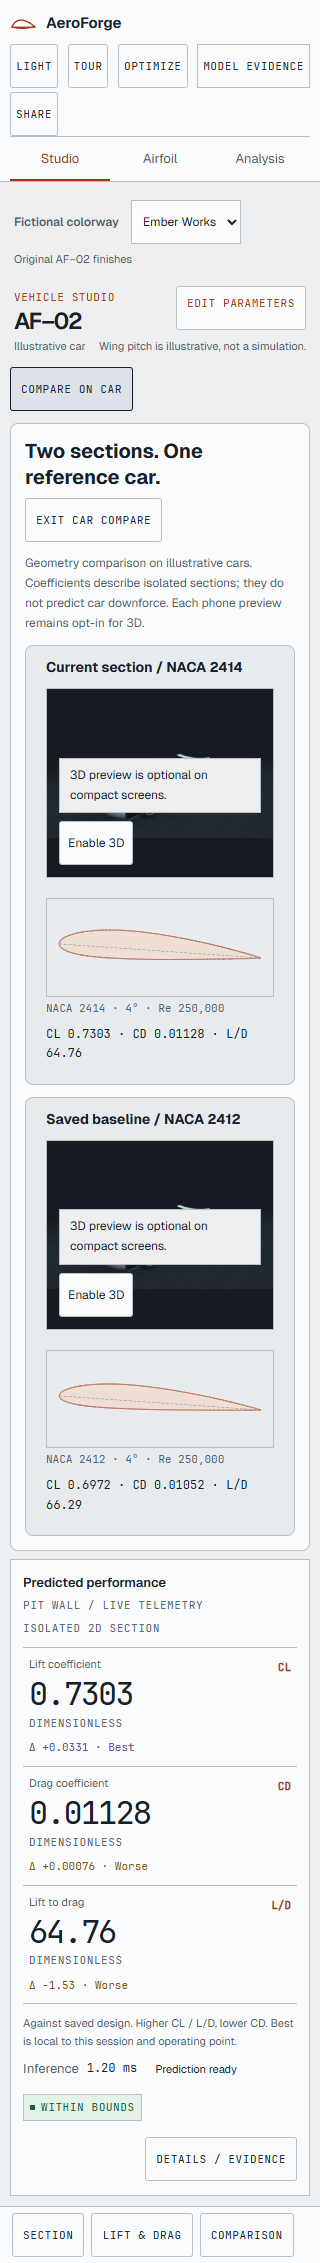 AeroForge
LIGHT
TOUR
OPTIMIZE
MODEL EVIDENCE
SHARE
Studio
Airfoil
Analysis
Fictional colorway
Ember Works
Original AF–02 finishes
VEHICLE STUDIO
AF–02
EDIT PARAMETERS
Illustrative car
Wing pitch is illustrative, not a simulation.
COMPARE ON CAR
Two sections. One
reference car.
EXIT CAR COMPARE
Geometry comparison on illustrative cars.
Coefficients describe isolated sections; they do
not predict car downforce. Each phone preview
remains opt-in for 3D.
Current section / NACA 2414
3D preview is optional on
compact screens.
Enable 3D
NACA 2414 · 4° · Re 250,000
CL 0.7303 · CD 0.01128 · L/D
64.76
Saved baseline / NACA 2412
3D preview is optional on
compact screens.
Enable 3D
NACA 2412 · 4° · Re 250,000
CL 0.6972 · CD 0.01052 · L/D
66.29
Predicted performance
PIT WALL / LIVE TELEMETRY
ISOLATED 2D SECTION
Lift coefficient
CL
0.7303
DIMENSIONLESS
Δ +0.0331 · Best
Drag coefficient
CD
0.01128
DIMENSIONLESS
Δ +0.00076 · Worse
Lift to drag
L/D
64.76
DIMENSIONLESS
Δ -1.53 · Worse
Against saved design. Higher CL / L/D, lower CD. Best
is local to this session and operating point.
Inference 1.20 ms Prediction ready
WITHIN BOUNDS
DETAILS / EVIDENCE
SECTION
LIFT & DRAG
COMPARISON